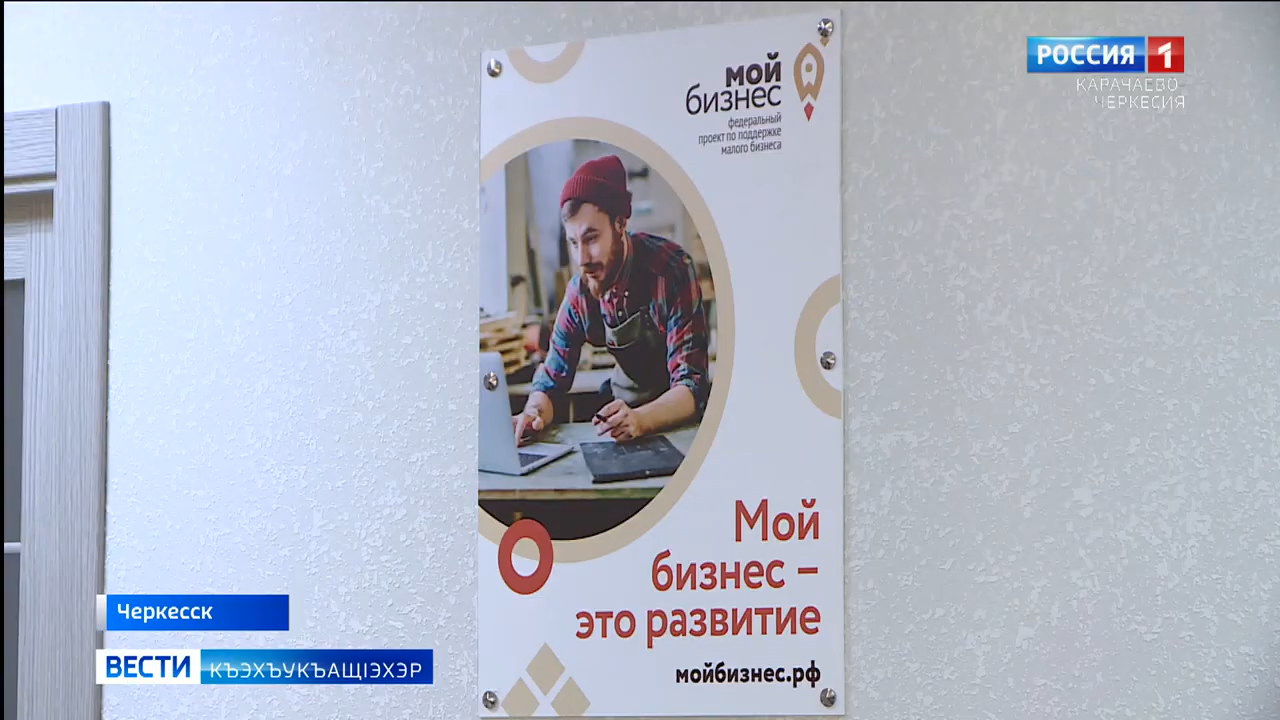 мой
бизнес
федеральный
проект по поддержке
малого бизнеса
РОССИЯ 1
КАРАЧАЕВО
ЧЕРКЕСИЯ
Мой
бизнес –
это развитие
мойбизнес.рф
Черкесск
ВЕСТИ КЪЭХЪУКЪАЩІЭХЭР